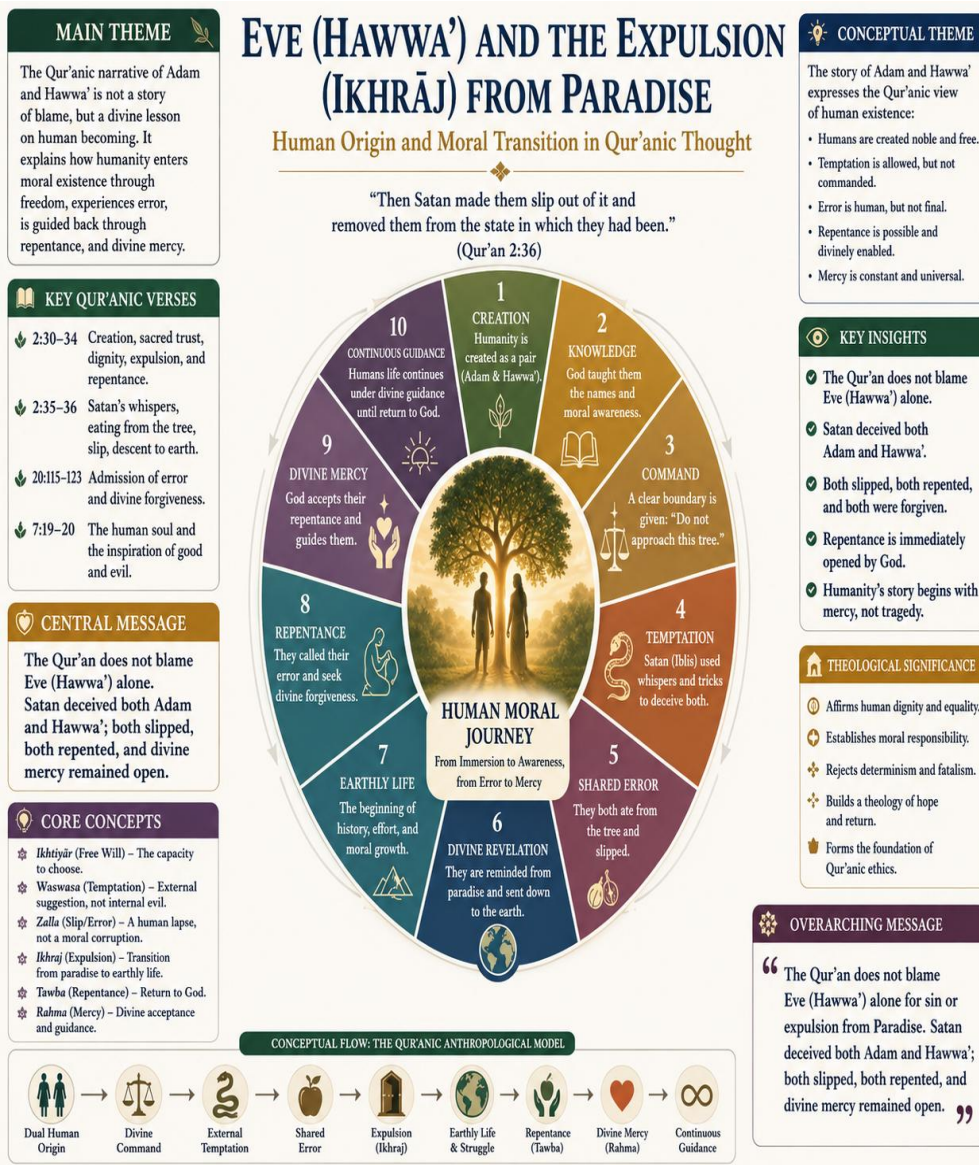 EVE (HAWWA’) AND THE EXPULSION
(IKHRĀJ) FROM PARADISE
Human Origin and Moral Transition in Qur’anic Thought
“Then Satan made them slip out of it and
removed them from the state in which they had been.”
(Qur’an 2:36)
MAIN THEME
The Qur’anic narrative of Adam
and Hawwa’ is not a story
of blame, but a divine lesson
on human becoming. It
explains how humanity enters
moral existence through
freedom, experiences error,
is guided back through
repentance, and divine mercy.
KEY QUR’ANIC VERSES
2:30–34 Creation, sacred trust,
dignity, expulsion, and
repentance.
2:35–36 Satan’s whispers,
eating from the tree,
slip, descent to earth.
20:115–123 Admission of error
and divine forgiveness.
7:19–20 The human soul and
the inspiration of good
and evil.
CENTRAL MESSAGE
The Qur’an does not blame
Eve (Hawwa’) alone.
Satan deceived both Adam
and Hawwa’; both slipped,
both repented, and divine
mercy remained open.
CORE CONCEPTS
Ikhtiyār (Free Will) – The capacity
to choose.
Waswasa (Temptation) – External
suggestion, not internal evil.
Zalla (Slip/Error) – A human lapse,
not a moral corruption.
Ikhraj (Expulsion) – Transition
from paradise to earthly life.
Tawba (Repentance) – Return to God.
Rahma (Mercy) – Divine acceptance
and guidance.
1
CREATION
Humanity is
created as a pair
(Adam & Hawwa’).
2
KNOWLEDGE
God taught them
the names and
moral awareness.
3
COMMAND
A clear boundary is
given: “Do not
approach this tree.”
4
TEMPTATION
Satan (Iblis) used
whispers and tricks
to deceive both.
5
SHARED ERROR
They both ate from
the tree and
slipped.
6
DIVINE REVELATION
They are reminded from
paradise and sent down
to the earth.
7
EARTHLY LIFE
The beginning of
history, effort, and
moral growth.
8
REPENTANCE
They called their
error and seek
divine forgiveness.
9
DIVINE MERCY
God accepts their
repentance and
guides them.
10
CONTINUOUS GUIDANCE
Humans life continues
under divine guidance
until return to God.
HUMAN MORAL
JOURNEY
From Immersion to Awareness,
from Error to Mercy
CONCEPTUAL THEME
The story of Adam and Hawwa’
expresses the Qur’anic view
of human existence:
• Humans are created noble and free.
• Temptation is allowed, but not
commanded.
• Error is human, but not final.
• Repentance is possible and
divinely enabled.
• Mercy is constant and universal.
KEY INSIGHTS
The Qur’an does not blame
Eve (Hawwa’) alone.
Satan deceived both
Adam and Hawwa’.
Both slipped, both repented,
and both were forgiven.
Repentance is immediately
opened by God.
Humanity’s story begins with
mercy, not tragedy.
THEOLOGICAL SIGNIFICANCE
Affirms human dignity and equality.
Establishes moral responsibility.
Rejects determinism and fatalism.
Builds a theology of hope
and return.
Forms the foundation of
Qur’anic ethics.
OVERARCHING MESSAGE
“ The Qur’an does not blame
Eve (Hawwa’) alone for sin or
expulsion from Paradise. Satan
deceived both Adam and Hawwa’;
both slipped, both repented, and
divine mercy remained open. ”
CONCEPTUAL FLOW: THE QUR’ANIC ANTHROPOLOGICAL MODEL
Dual Human
Origin
Divine
Command
External
Temptation
Shared
Error
Expulsion
(Ikhraj)
Earthly Life
& Struggle
Repentance
(Tawba)
Divine Mercy
(Rahma)
Continuous
Guidance